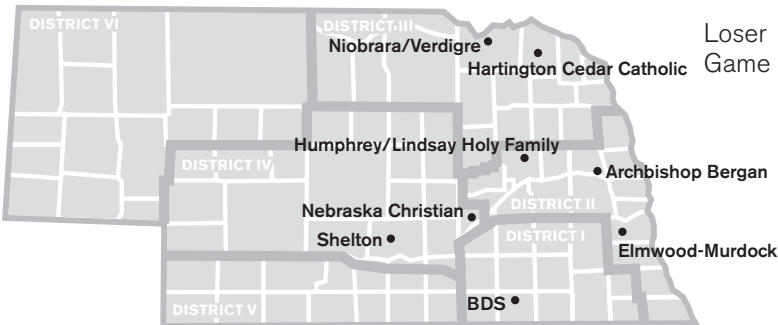 DISTRICT VI
DISTRICT III
Loser
Game
Niobrara/Verdigre
Hartington Cedar Catholic
Humphrey/Lindsay Holy Family
DISTRICT IV
Archbishop Bergan
DISTRICT II
Nebraska Christian
DISTRICT I
Shelton
Elmwood-Murdock
BDS
DISTRICT V